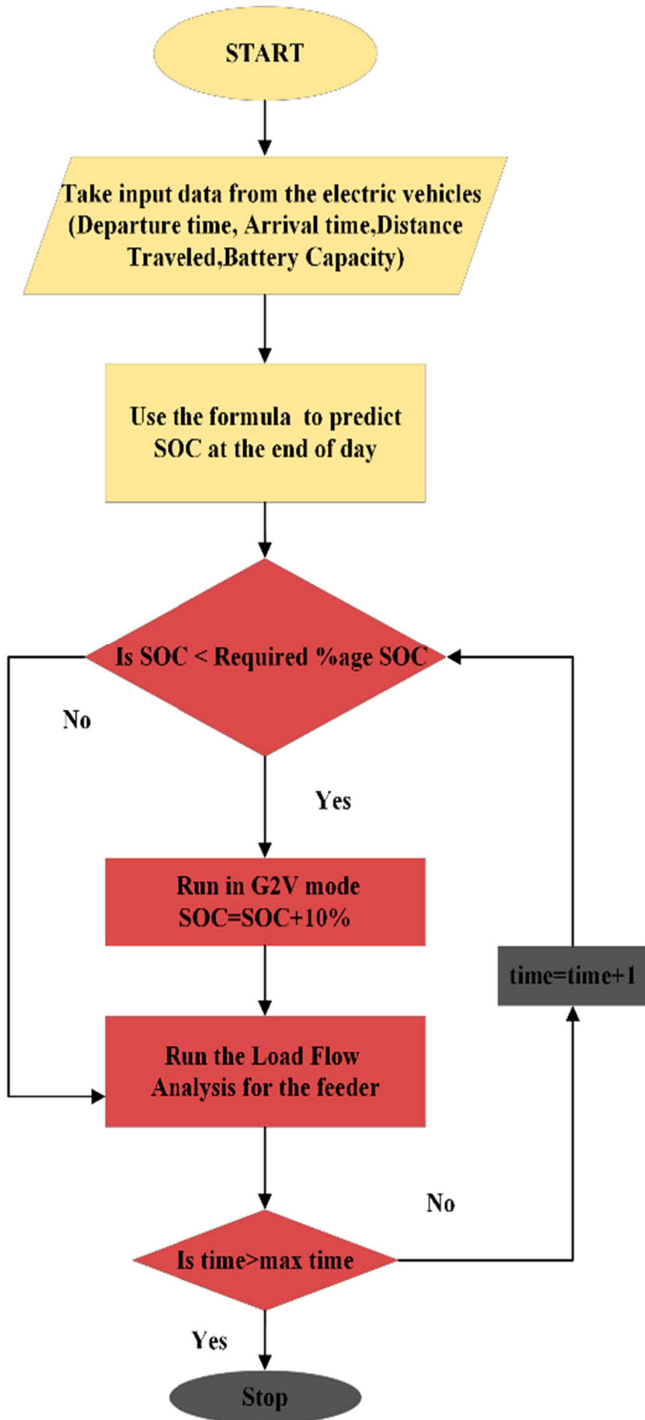 START
Take input data from the electric vehicles
(Departure time, Arrival time,Distance
Traveled,Battery Capacity)
Use the formula to predict
SOC at the end of day
Is SOC < Required %age SOC
No
Yes
Run in G2V mode
SOC=SOC+10%
time=time+1
Run the Load Flow
Analysis for the feeder
No
Is time>max time
Yes
Stop